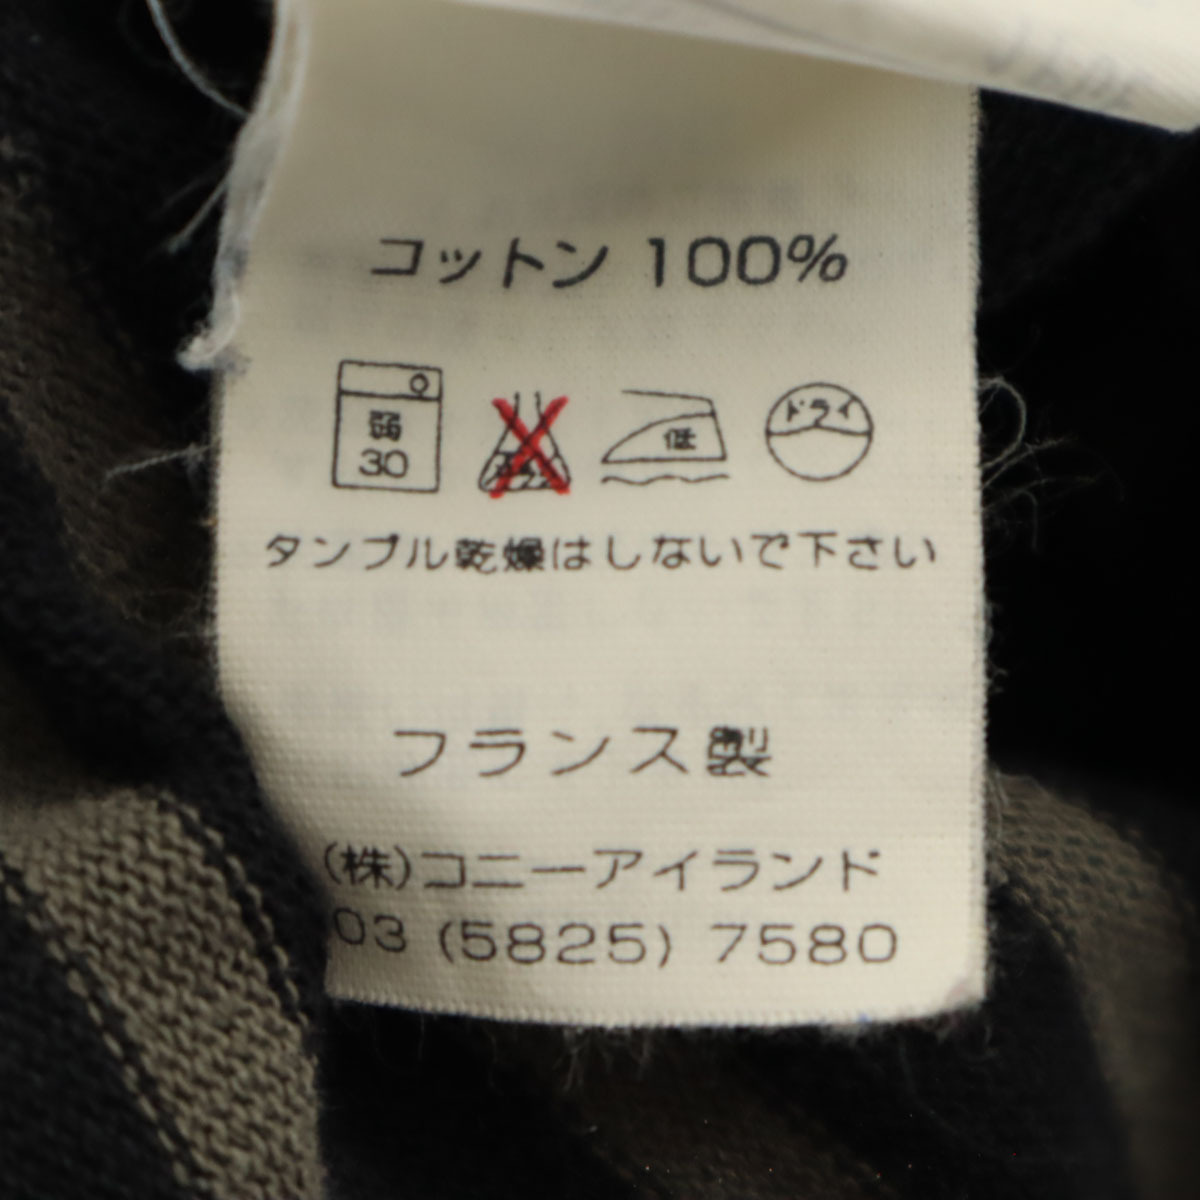 コットン 100%
弱
30
低
ドライ
タンブル乾燥はしないで下さい
フランス製
(株)コニーアイランド
03 (5825) 7580